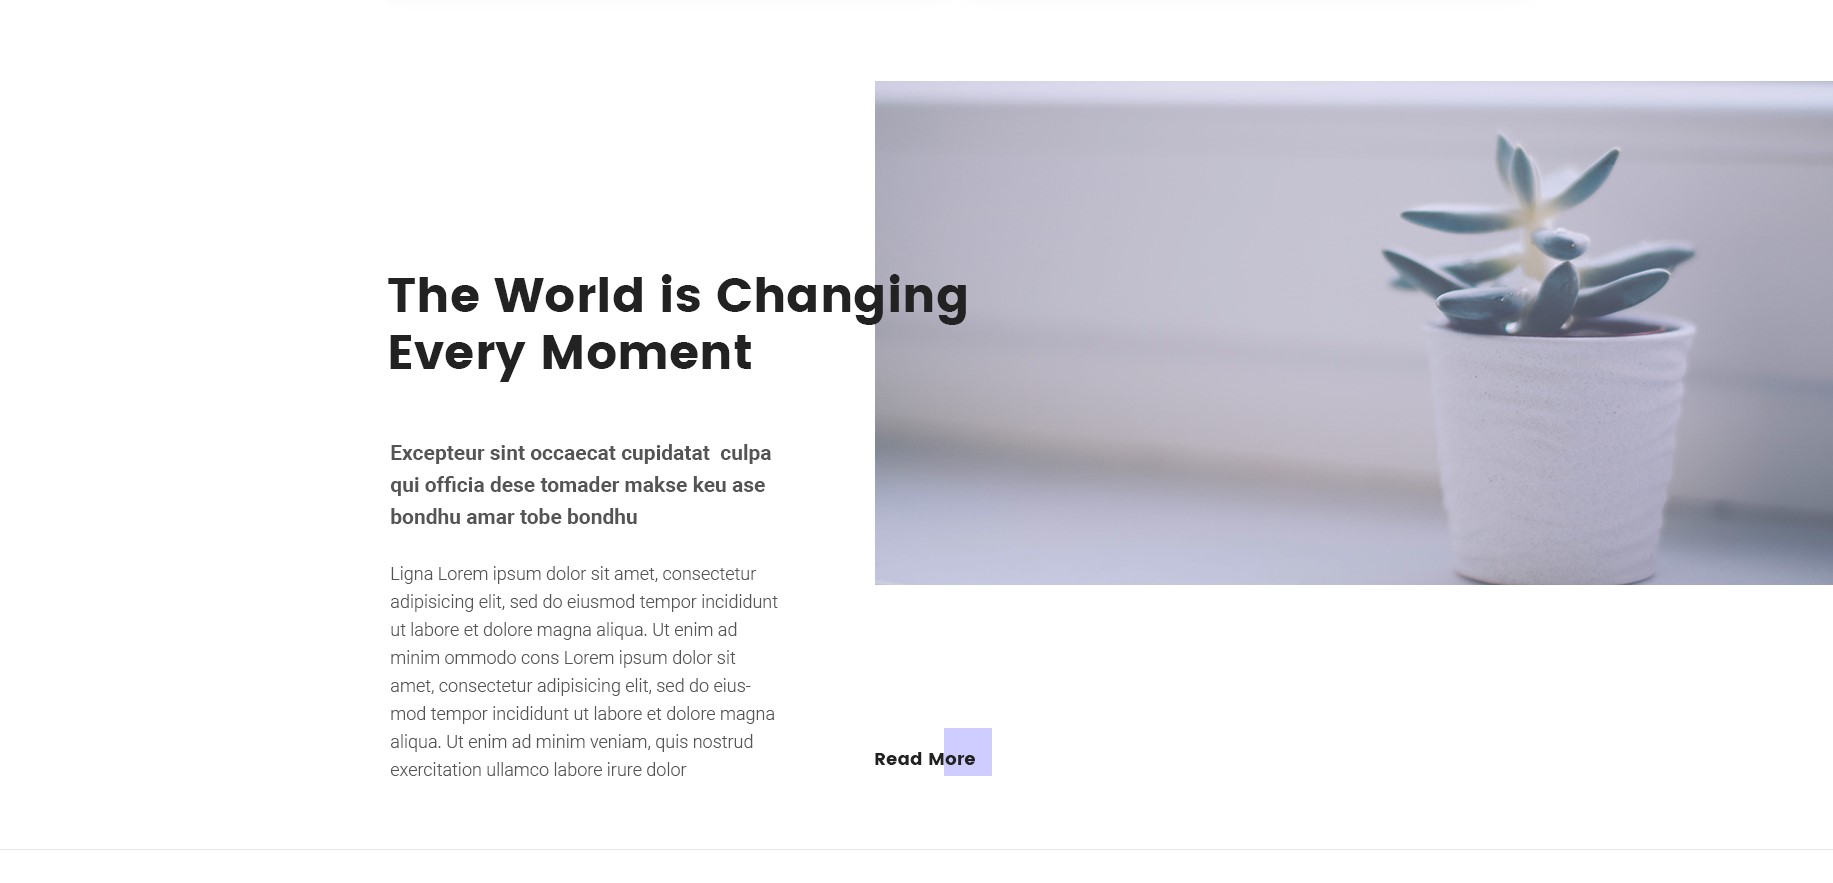 The World is Changing
Every Moment
Excepteur sint occaecat cupidatat  culpa
qui officia dese tomader makse keu ase
bondhu amar tobe bondhu
Ligna Lorem ipsum dolor sit amet, consectetur
adipisicing elit, sed do eiusmod tempor incididunt
ut labore et dolore magna aliqua. Ut enim ad
minim ommodo cons Lorem ipsum dolor sit
amet, consectetur adipisicing elit, sed do eius-
mod tempor incididunt ut labore et dolore magna
aliqua. Ut enim ad minim veniam, quis nostrud
exercitation ullamco labore irure dolor
Read More